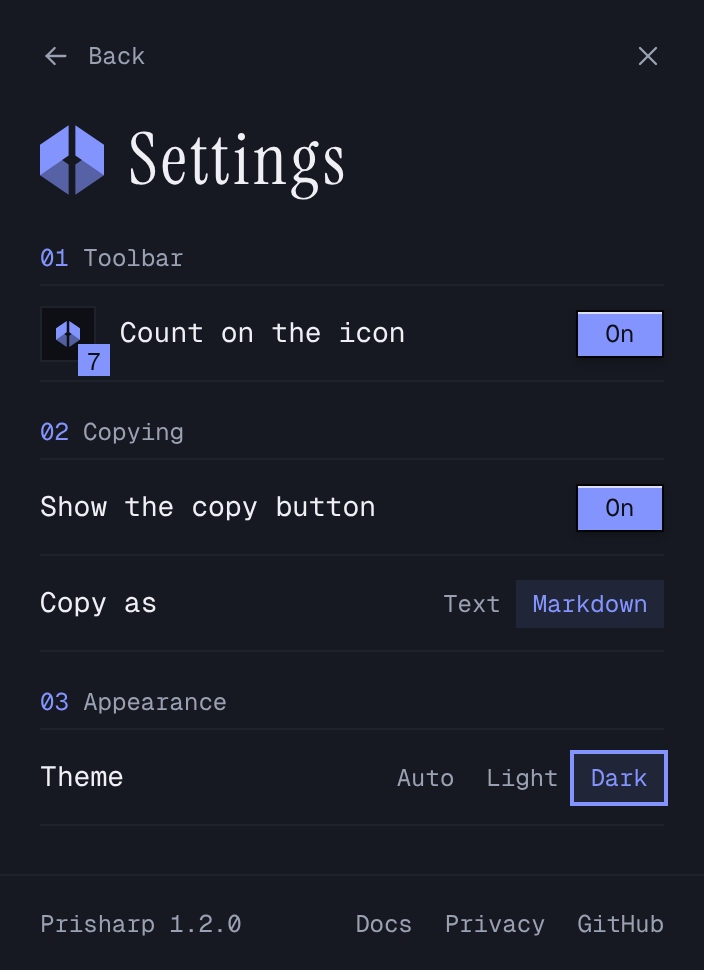 ← Back
Settings
01 Toolbar
7 Count on the icon On
02 Copying
Show the copy button On
Copy as Text Markdown
03 Appearance
Theme Auto Light Dark
Prisharp 1.2.0 Docs Privacy GitHub